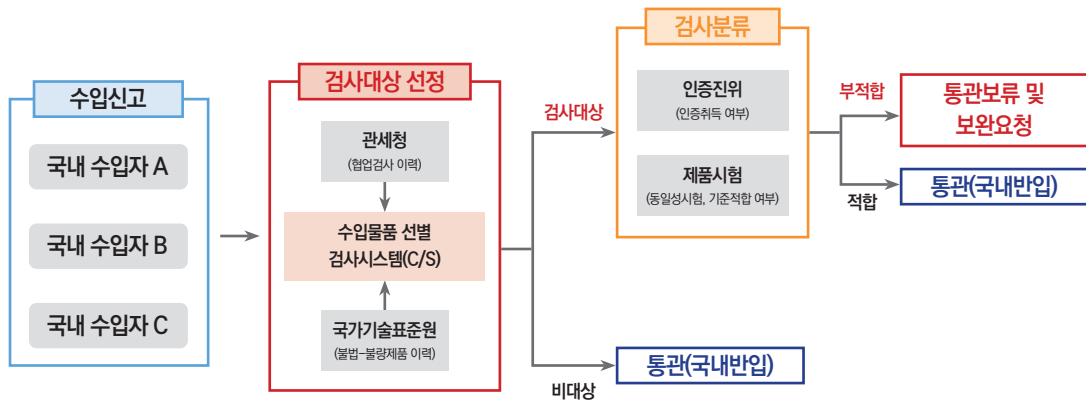 수입신고
국내 수입자 A
국내 수입자 B
국내 수입자 C
검사대상 선정
관세청
(협업검사 이력)
수입물품 선별
검사시스템(C/S)
국가기술표준원
(불법-불량제품 이력)
검사대상
비대상
검사분류
인증진위
(인증취득 여부)
제품시험
(동일성시험, 기준적합 여부)
부적합
적합
통관보류 및
보완요청
통관(국내반입)
통관(국내반입)